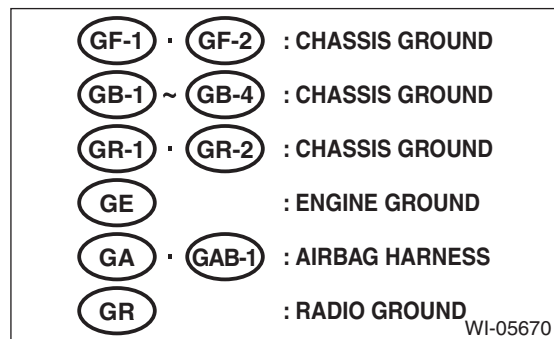 GF-1 · GF-2 : CHASSIS GROUND
GB-1 ~ GB-4 : CHASSIS GROUND
GR-1 · GR-2 : CHASSIS GROUND
GE : ENGINE GROUND
GA · GAB-1 : AIRBAG HARNESS
GR : RADIO GROUND
WI-05670